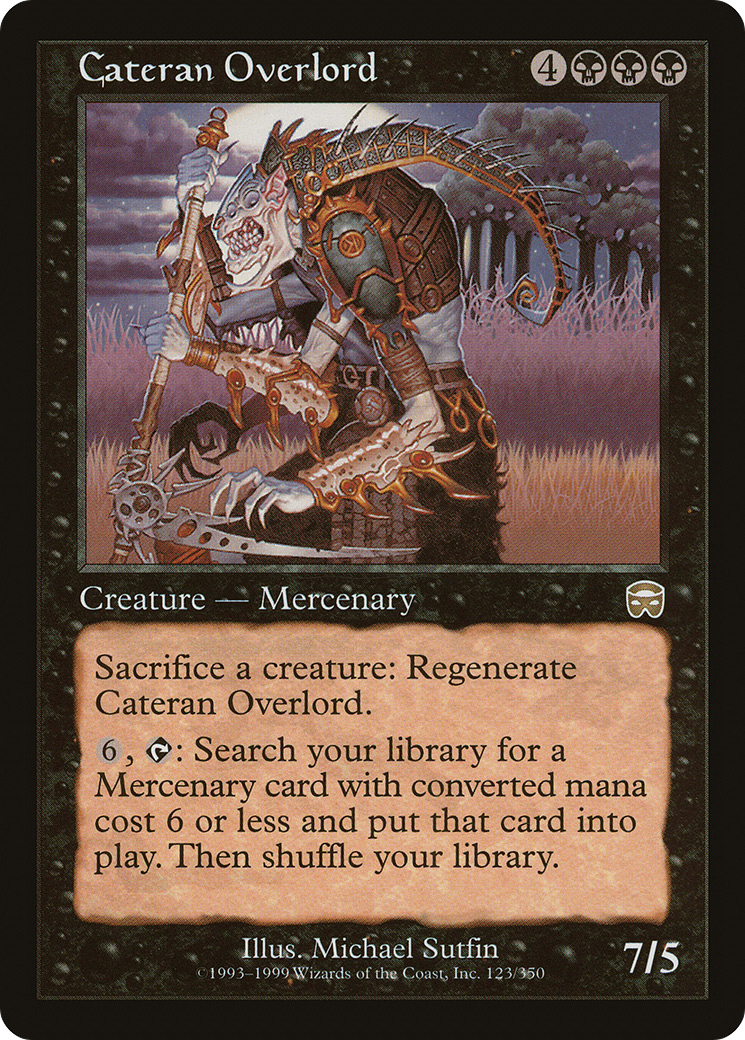 Cateran Overlord 4
Creature — Mercenary
Sacrifice a creature: Regenerate
Cateran Overlord.
6, : Search your library for a
Mercenary card with converted mana
cost 6 or less and put that card into
play. Then shuffle your library.
Illus. Michael Sutfin
©1993–1999 Wizards of the Coast, Inc. 123/350
7/5